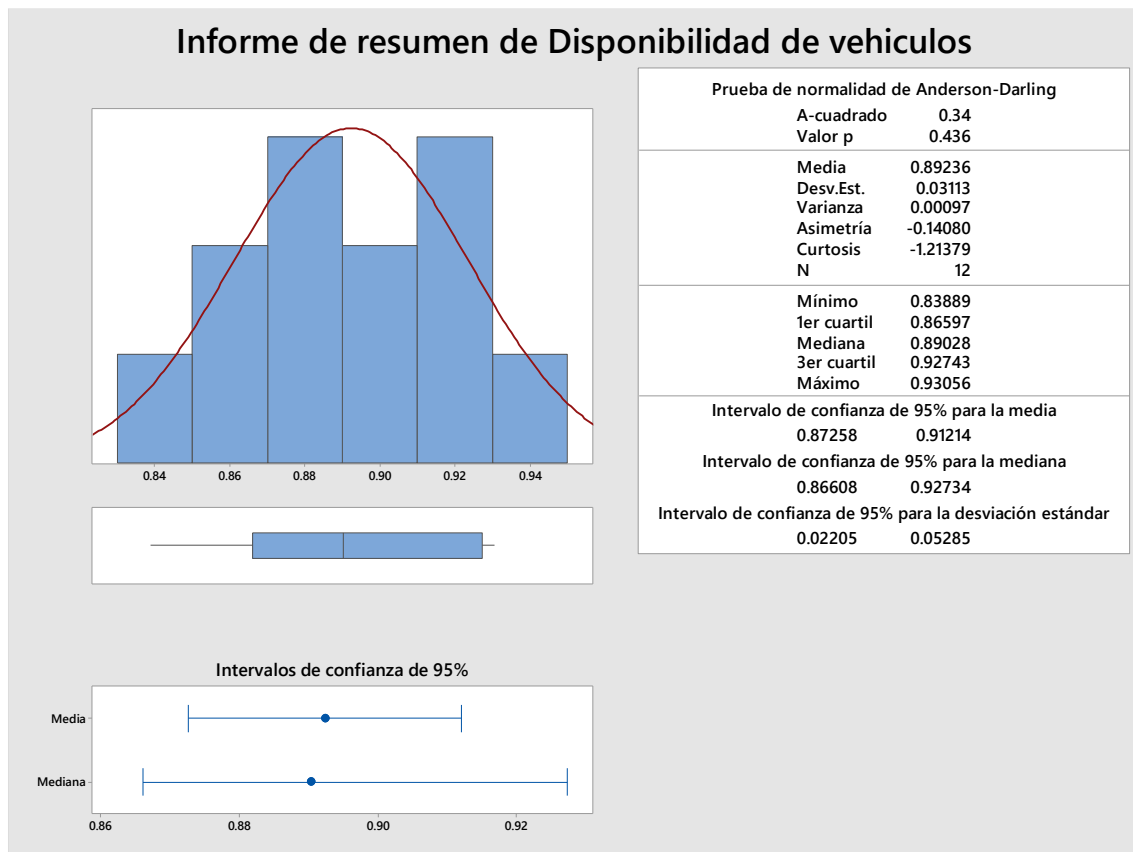 Informe de resumen de Disponibilidad de vehiculos
0.84 0.86 0.88 0.90 0.92 0.94
Intervalos de confianza de 95%
Media
Mediana
0.86 0.88 0.90 0.92
Prueba de normalidad de Anderson-Darling
A-cuadrado 0.34
Valor p 0.436
Media 0.89236
Desv.Est. 0.03113
Varianza 0.00097
Asimetría -0.14080
Curtosis -1.21379
N 12
Mínimo 0.83889
1er cuartil 0.86597
Mediana 0.89028
3er cuartil 0.92743
Máximo 0.93056
Intervalo de confianza de 95% para la media
0.87258 0.91214
Intervalo de confianza de 95% para la mediana
0.86608 0.92734
Intervalo de confianza de 95% para la desviación estándar
0.02205 0.05285